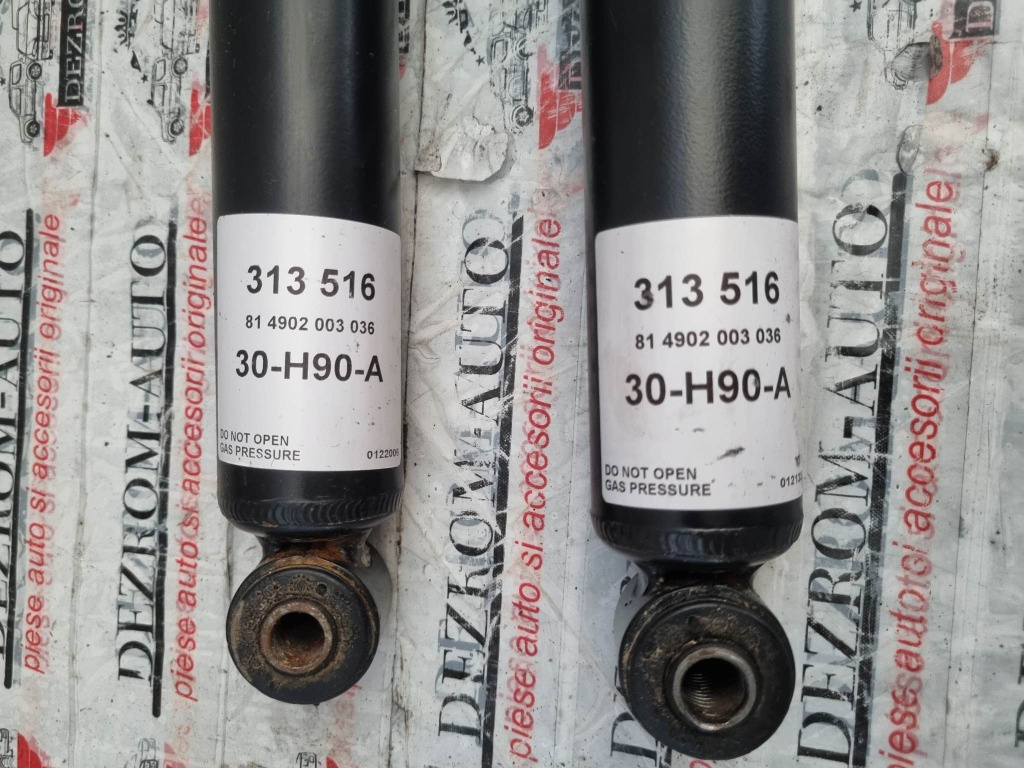 313 516
81 4902 003 036
30-H90-A
DO NOT OPEN
GAS PRESSURE
0122006
313 516
81 4902 003 036
30-H90-A
DO NOT OPEN
GAS PRESSURE
DEZROM-AUTO
piese auto si accesorii originale
DEZROM-AUTO
piese auto si accesorii originale
DEZROM-AUTO
piese auto si accesorii originale
DEZROM-AUTO
piese auto si accesorii originale